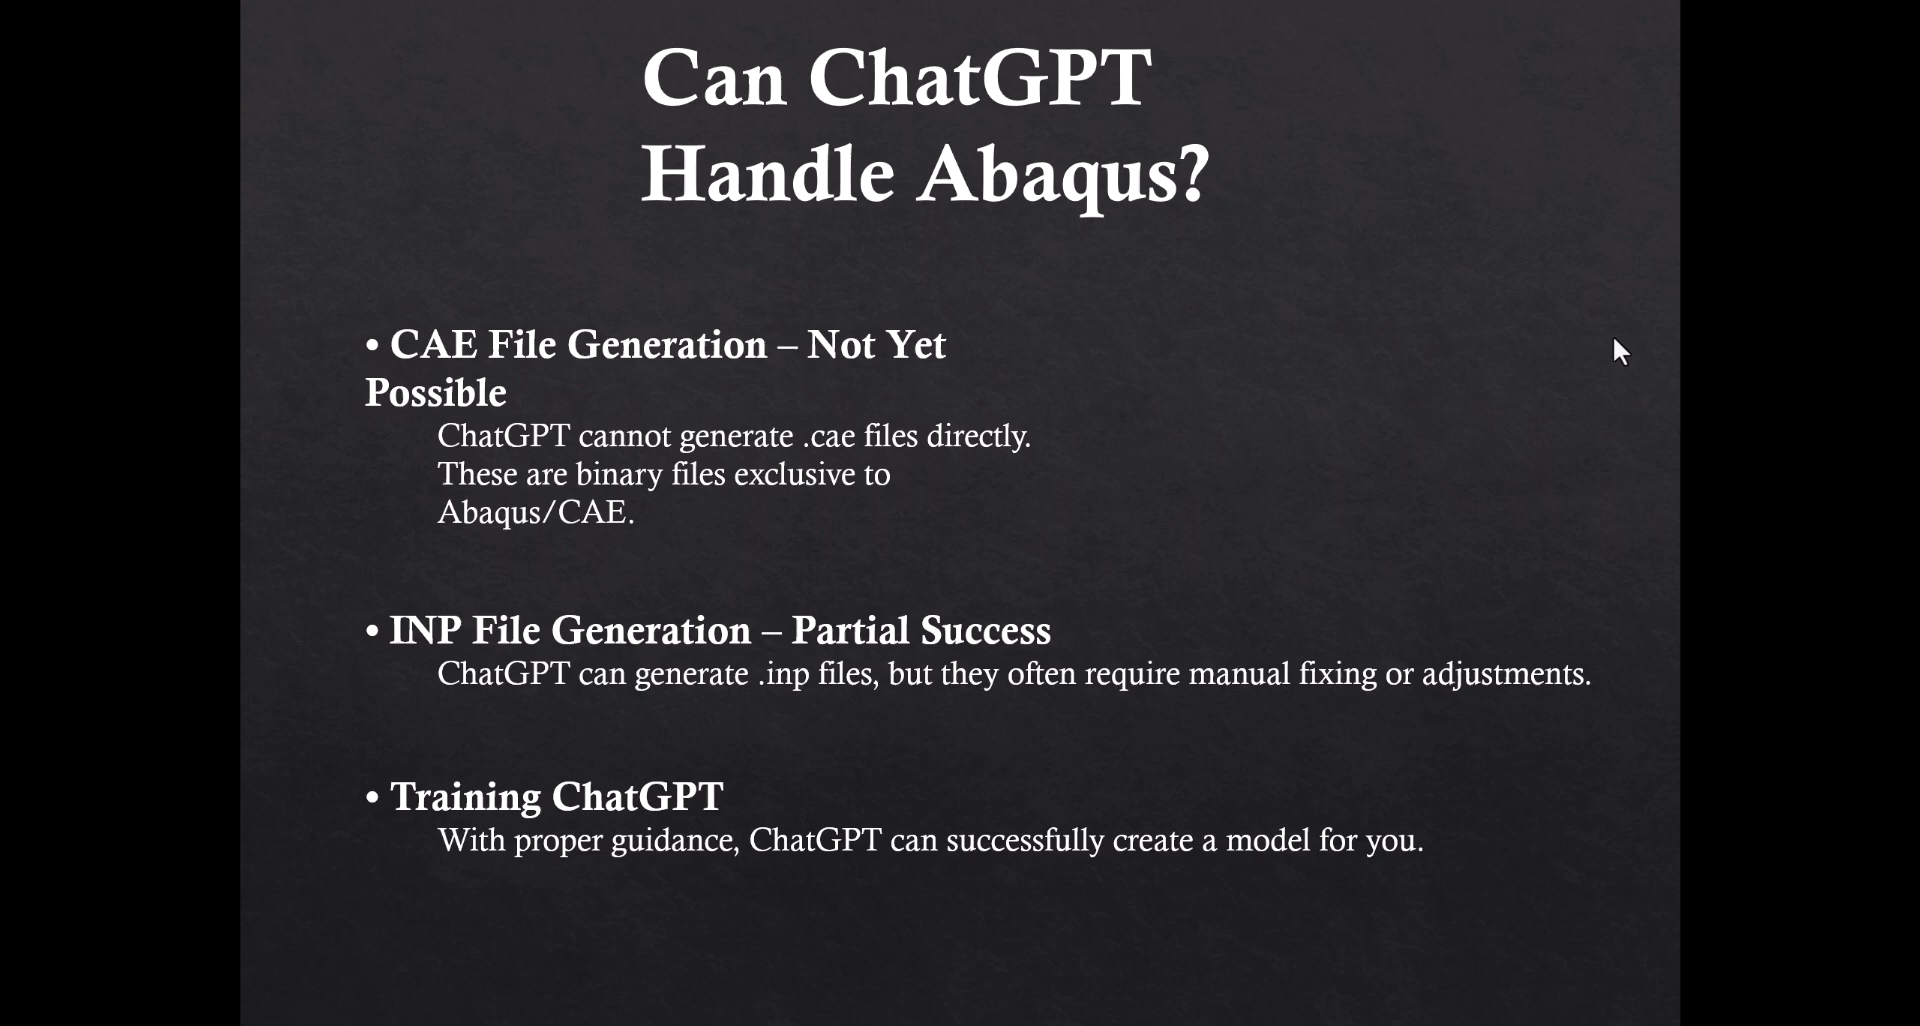 Can ChatGPT
Handle Abaqus?
• CAE File Generation – Not Yet
Possible
ChatGPT cannot generate .cae files directly.
These are binary files exclusive to
Abaqus/CAE.
• INP File Generation – Partial Success
ChatGPT can generate .inp files, but they often require manual fixing or adjustments.
• Training ChatGPT
With proper guidance, ChatGPT can successfully create a model for you.